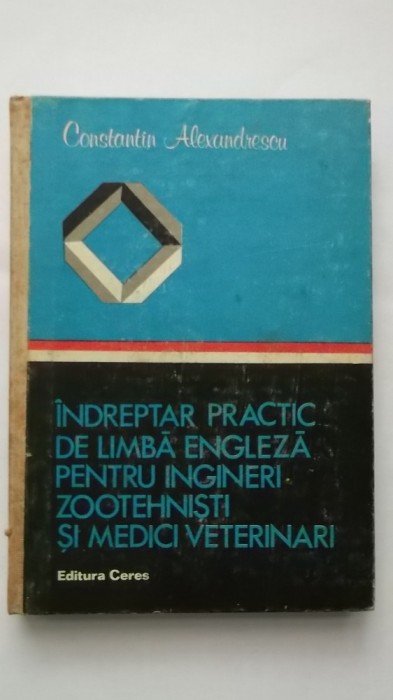 Constantin Alexandrescu
ÎNDREPTAR PRACTIC
DE LIMBĂ ENGLEZĂ
PENTRU INGINERI
ZOOTEHNIȘTI
ȘI MEDICI VETERINARI
Editura Ceres